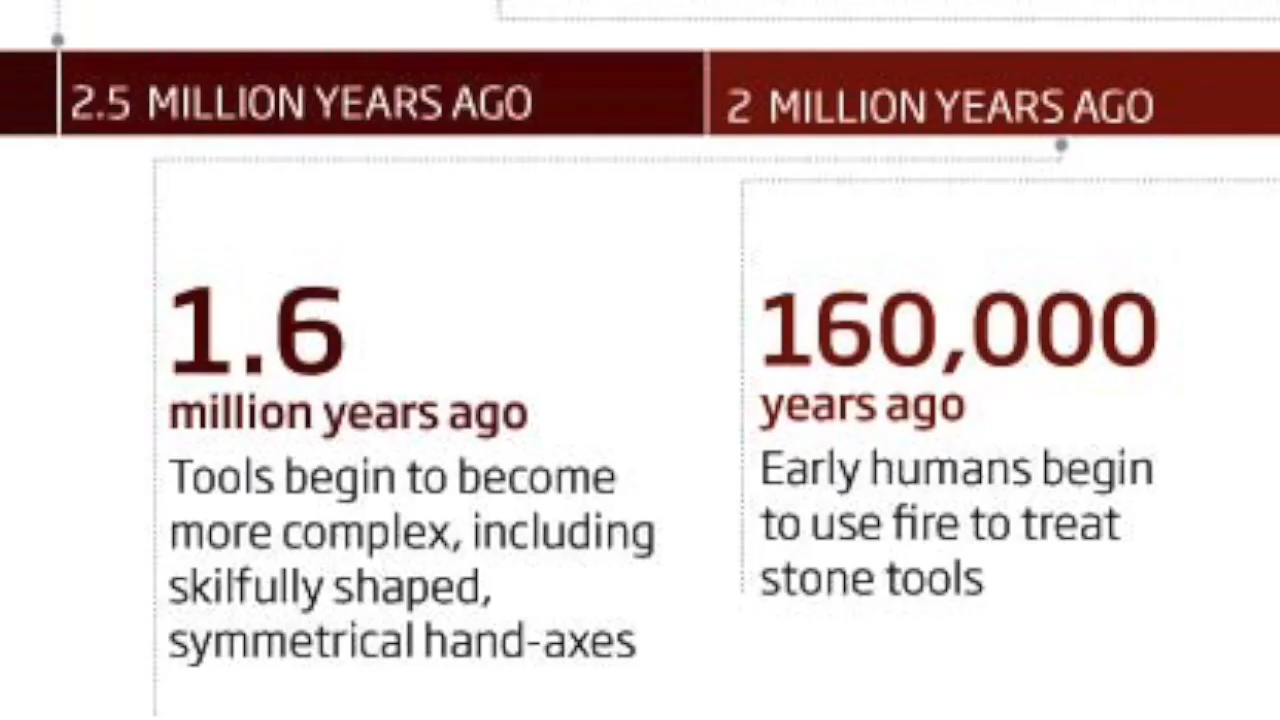 2.5 MILLION YEARS AGO
2 MILLION YEARS AGO
1.6
million years ago
Tools begin to become
more complex, including
skilfully shaped,
symmetrical hand-axes
160,000
years ago
Early humans begin
to use fire to treat
stone tools